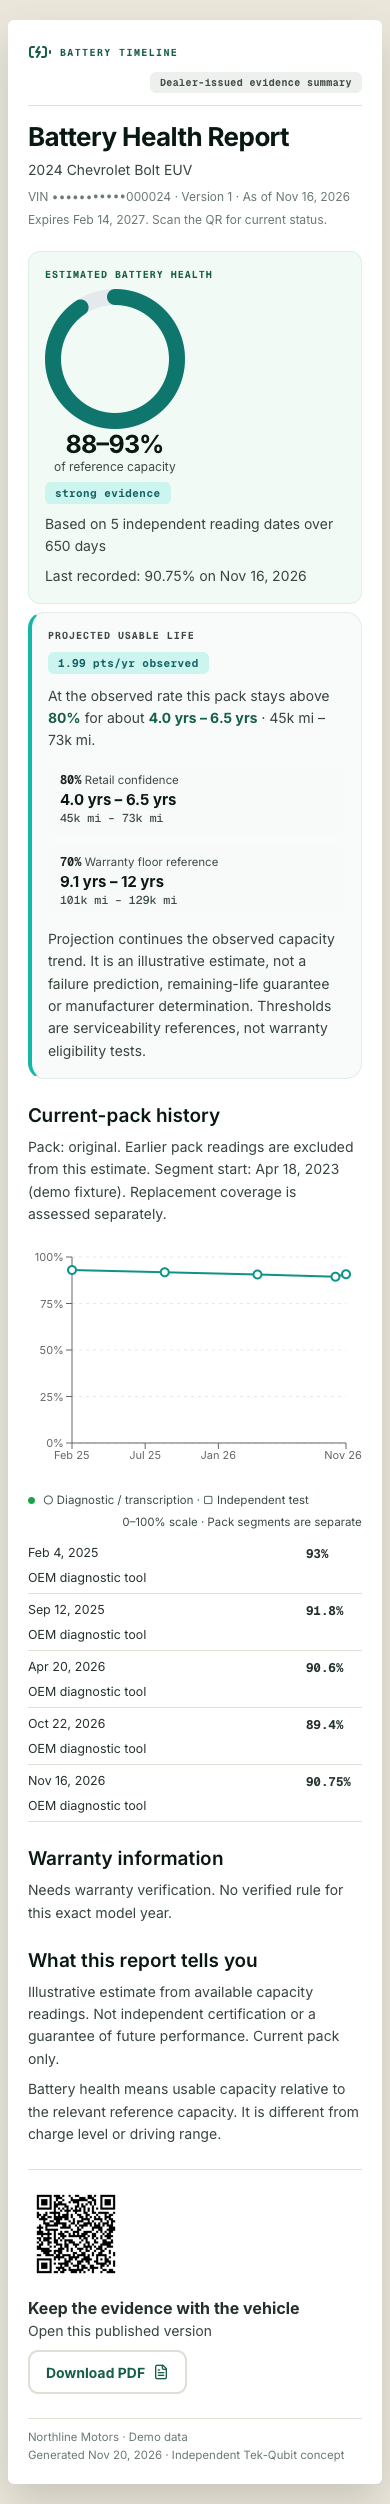 BATTERY TIMELINE
Dealer-issued evidence summary
Battery Health Report
2024 Chevrolet Bolt EUV
VIN •••••••••••000024 · Version 1 · As of Nov 16, 2026
Expires Feb 14, 2027. Scan the QR for current status.
ESTIMATED BATTERY HEALTH
88–93%
of reference capacity
strong evidence
Based on 5 independent reading dates over
650 days
Last recorded: 90.75% on Nov 16, 2026
PROJECTED USABLE LIFE
1.99 pts/yr observed
At the observed rate this pack stays above
80% for about 4.0 yrs – 6.5 yrs · 45k mi –
73k mi.
80% Retail confidence
4.0 yrs – 6.5 yrs
45k mi – 73k mi
70% Warranty floor reference
9.1 yrs – 12 yrs
101k mi – 129k mi
Projection continues the observed capacity
trend. It is an illustrative estimate, not a
failure prediction, remaining-life guarantee
or manufacturer determination. Thresholds
are serviceability references, not warranty
eligibility tests.
Current-pack history
Pack: original. Earlier pack readings are excluded
from this estimate. Segment start: Apr 18, 2023
(demo fixture). Replacement coverage is
assessed separately.
100%
75%
50%
25%
0%
Feb 25 Jul 25 Jan 26 Nov 26
Diagnostic / transcription · Independent test
0–100% scale · Pack segments are separate
Feb 4, 2025 93%
OEM diagnostic tool
Sep 12, 2025 91.8%
OEM diagnostic tool
Apr 20, 2026 90.6%
OEM diagnostic tool
Oct 22, 2026 89.4%
OEM diagnostic tool
Nov 16, 2026 90.75%
OEM diagnostic tool
Warranty information
Needs warranty verification. No verified rule for
this exact model year.
What this report tells you
Illustrative estimate from available capacity
readings. Not independent certification or a
guarantee of future performance. Current pack
only.
Battery health means usable capacity relative to
the relevant reference capacity. It is different from
charge level or driving range.
Keep the evidence with the vehicle
Open this published version
Download PDF
Northline Motors · Demo data
Generated Nov 20, 2026 · Independent Tek-Qubit concept